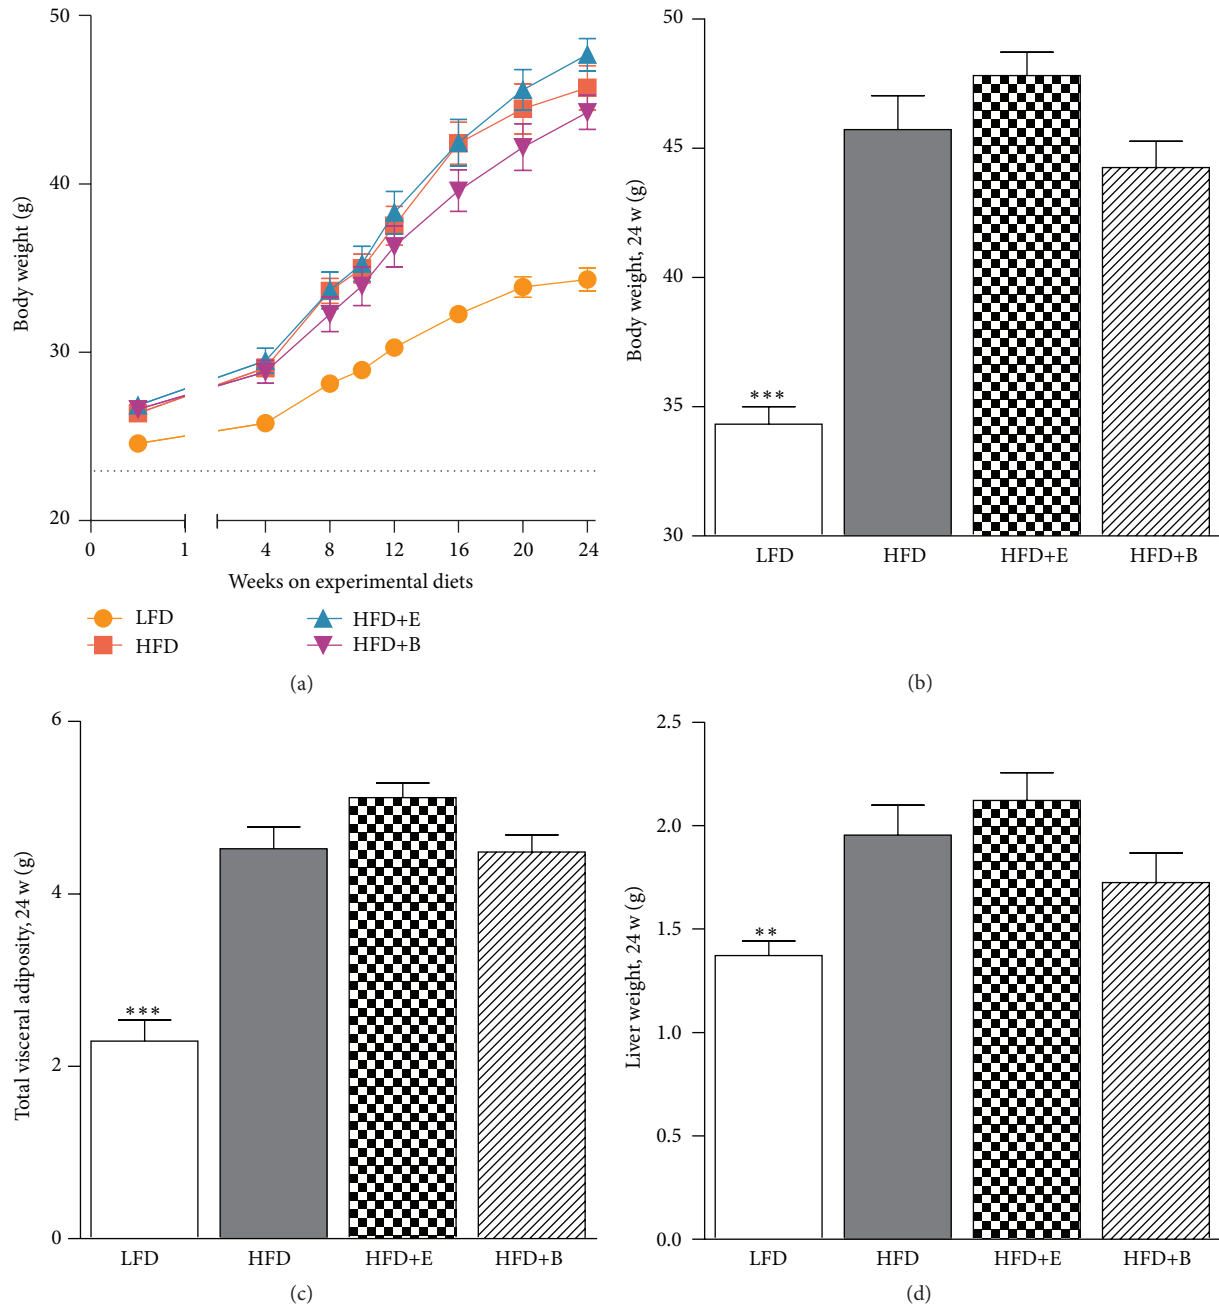 50
40
30
20
Body weight (g)
0 1 4 8 12 16 20 24
Weeks on experimental diets
LFD
HFD
HFD+E
HFD+B
(a)
50
45
40
35
30
Body weight, 24 w (g)
***
LFD HFD HFD+E HFD+B
(b)
6
4
2
0
Total visceral adiposity, 24 w (g)
***
LFD HFD HFD+E HFD+B
(c)
2.5
2.0
1.5
1.0
0.5
0.0
Liver weight, 24 w (g)
**
LFD HFD HFD+E HFD+B
(d)